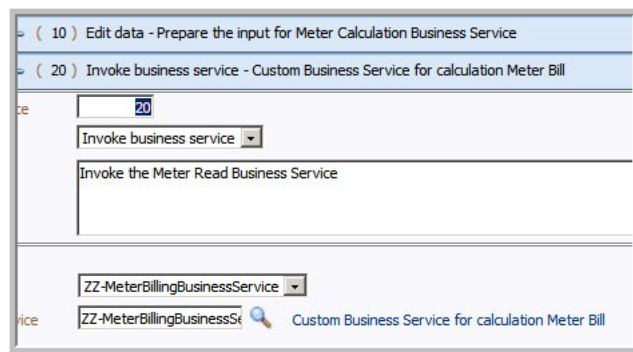 ( 10 ) Edit data - Prepare the input for Meter Calculation Business Service
( 20 ) Invoke business service - Custom Business Service for calculation Meter Bill
ce 20
Invoke business service
Invoke the Meter Read Business Service
ZZ-MeterBillingBusinessService
vice ZZ-MeterBillingBusinessSe Custom Business Service for calculation Meter Bill